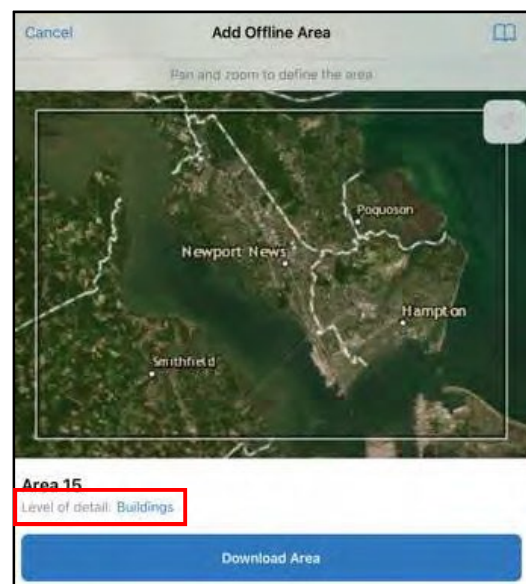 Cancel Add Offline Area
Pan and zoom to define the area
Poquoson
Newport News
Hampton
Smithfield
Area 15
Level of detail: Buildings
Download Area